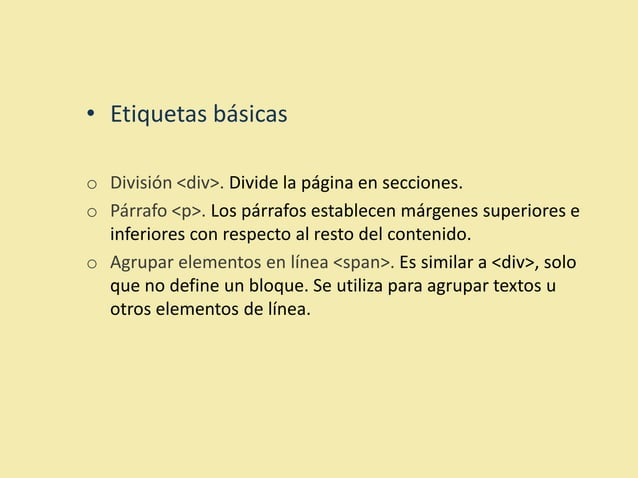 • Etiquetas básicas
o División <div>. Divide la página en secciones.
o Párrafo <p>. Los párrafos establecen márgenes superiores e
inferiores con respecto al resto del contenido.
o Agrupar elementos en línea <span>. Es similar a <div>, solo
que no define un bloque. Se utiliza para agrupar textos u
otros elementos de línea.